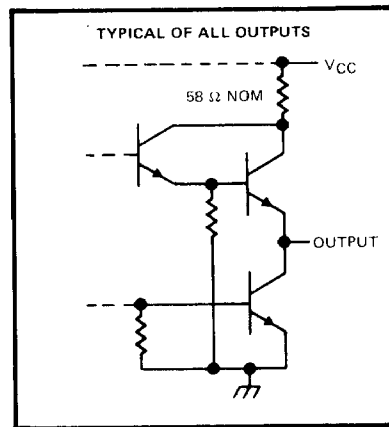 TYPICAL OF ALL OUTPUTS
VCC
58 Ω NOM
OUTPUT